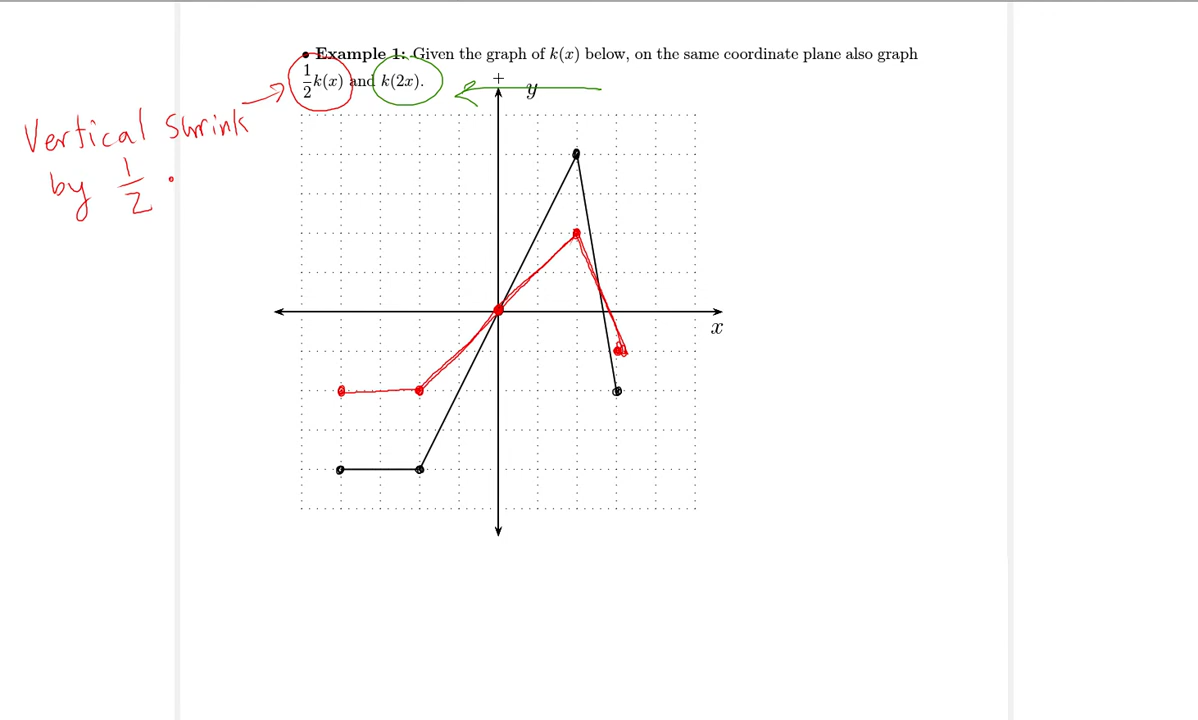 • Example 1: Given the graph of k(x) below, on the same coordinate plane also graph
½k(x) and k(2x).
y
Vertical Shrink
by ½.
x